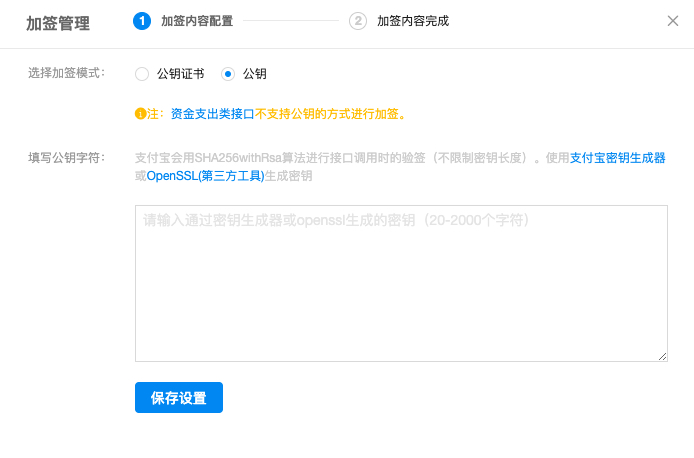 加签管理
1 加签内容配置
2 加签内容完成
选择加签模式：
公钥证书
公钥
注：资金支出类接口不支持公钥的方式进行加签。
填写公钥字符：
支付宝会用SHA256withRsa算法进行接口调用时的验签（不限制密钥长度）。使用支付宝密钥生成器
或OpenSSL(第三方工具)生成密钥
请输入通过密钥生成器或openssl生成的密钥（20-2000个字符）
保存设置